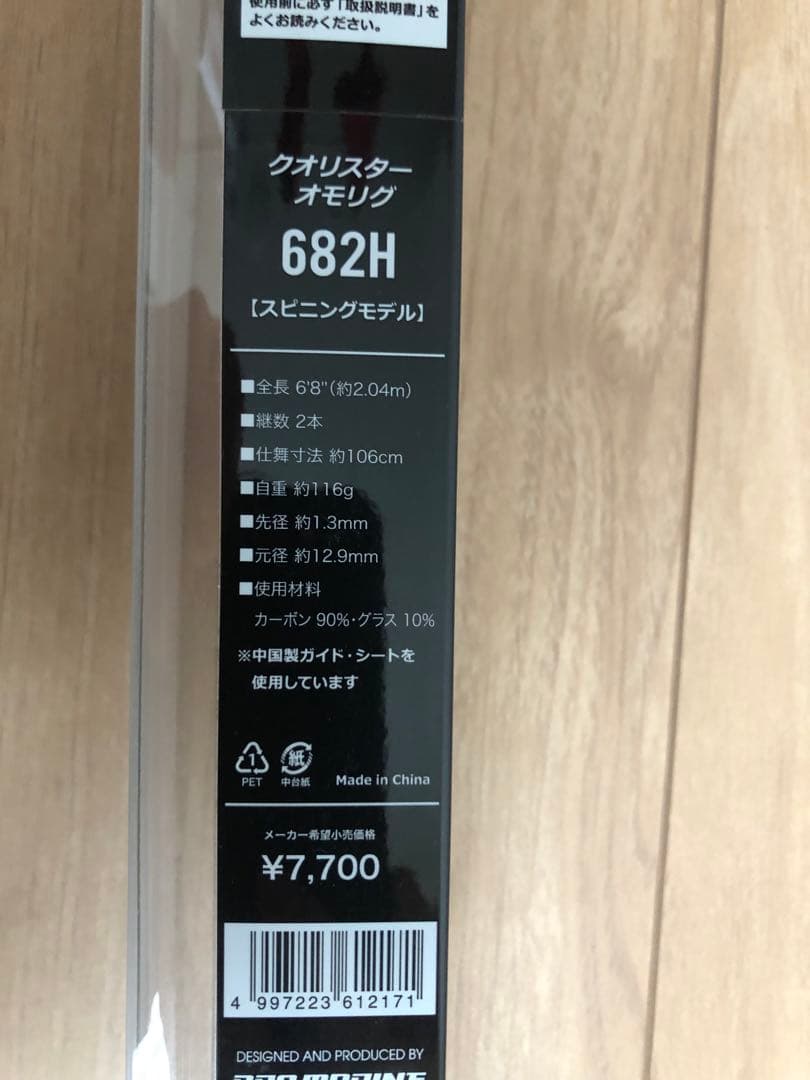 使用前に必ず「取扱説明書」を
よくお読みください。
クオリスター
オモリグ
682H
【スピニングモデル】
■全長 6'8"(約2.04m)
■継数 2本
■仕舞寸法 約106cm
■自重 約116g
■先径 約1.3mm
■元径 約12.9mm
■使用材料
カーボン 90%・グラス 10%
※中国製ガイド・シートを
使用しています
1 紙
PET 中台紙 Made in China
メーカー希望小売価格
¥7,700
4 997223 612171
DESIGNED AND PRODUCED BY
PRO MARINE